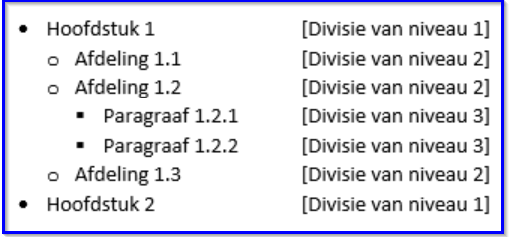 • Hoofdstuk 1 [Divisie van niveau 1]
o Afdeling 1.1 [Divisie van niveau 2]
o Afdeling 1.2 [Divisie van niveau 2]
▪ Paragraaf 1.2.1 [Divisie van niveau 3]
▪ Paragraaf 1.2.2 [Divisie van niveau 3]
o Afdeling 1.3 [Divisie van niveau 2]
• Hoofdstuk 2 [Divisie van niveau 1]